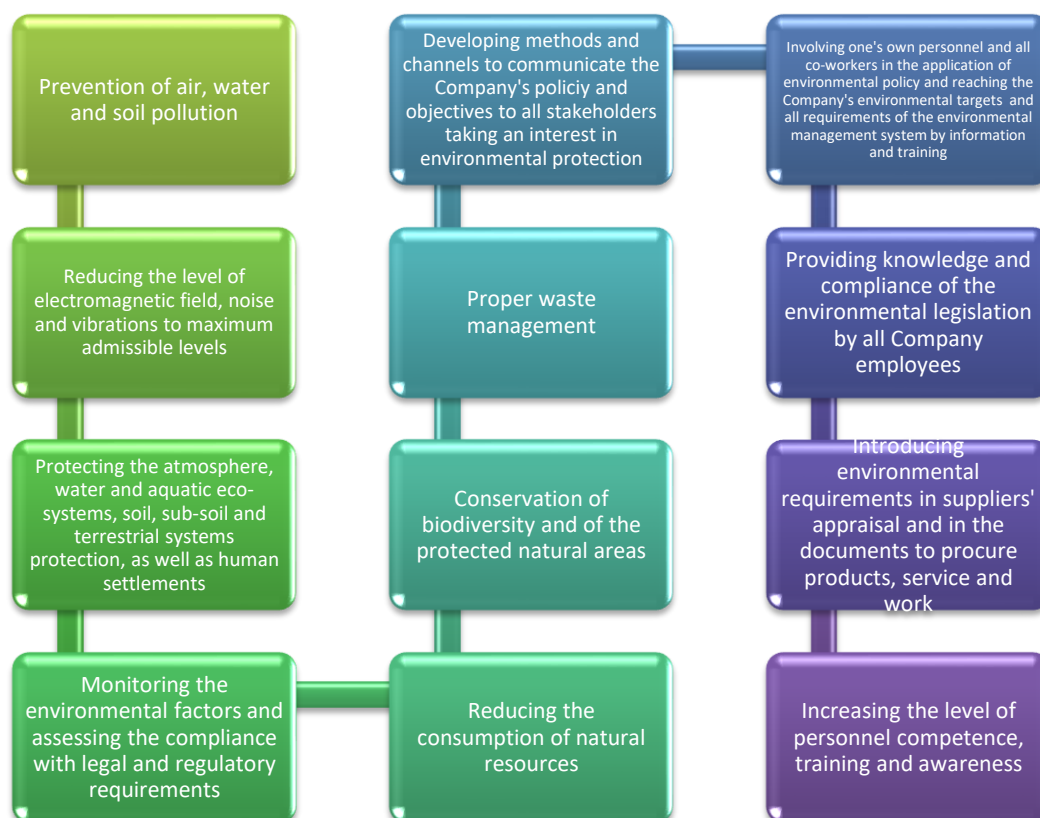 Prevention of air, water
and soil pollution
Reducing the level of
electromagnetic field, noise
and vibrations to maximum
admissible levels
Protecting the atmosphere,
water and aquatic eco-
systems, soil, sub-soil and
terrestrial systems
protection, as well as human
settlements
Monitoring the
environmental factors and
assessing the compliance
with legal and regulatory
requirements
Reducing the
consumption of natural
resources
Conservation of
biodiversity and of the
protected natural areas
Proper waste
management
Developing methods and
channels to communicate the
Company's policiy and
objectives to all stakeholders
taking an interest in
environmental protection
Involving one's own personnel and all
co-workers in the application of
environmental policy and reaching the
Company's environmental targets and
all requirements of the environmental
management system by information
and training
Providing knowledge and
compliance of the
environmental legislation
by all Company
employees
Introducing
environmental
requirements in suppliers'
appraisal and in the
documents to procure
products, service and
work
Increasing the level of
personnel competence,
training and awareness